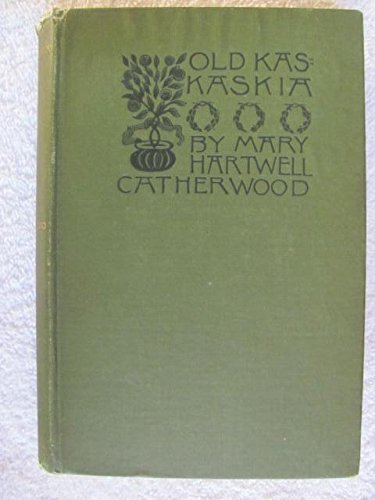 OLD KAS=
KASKIA
BY MARY
HARTWELL
CATHERWOOD